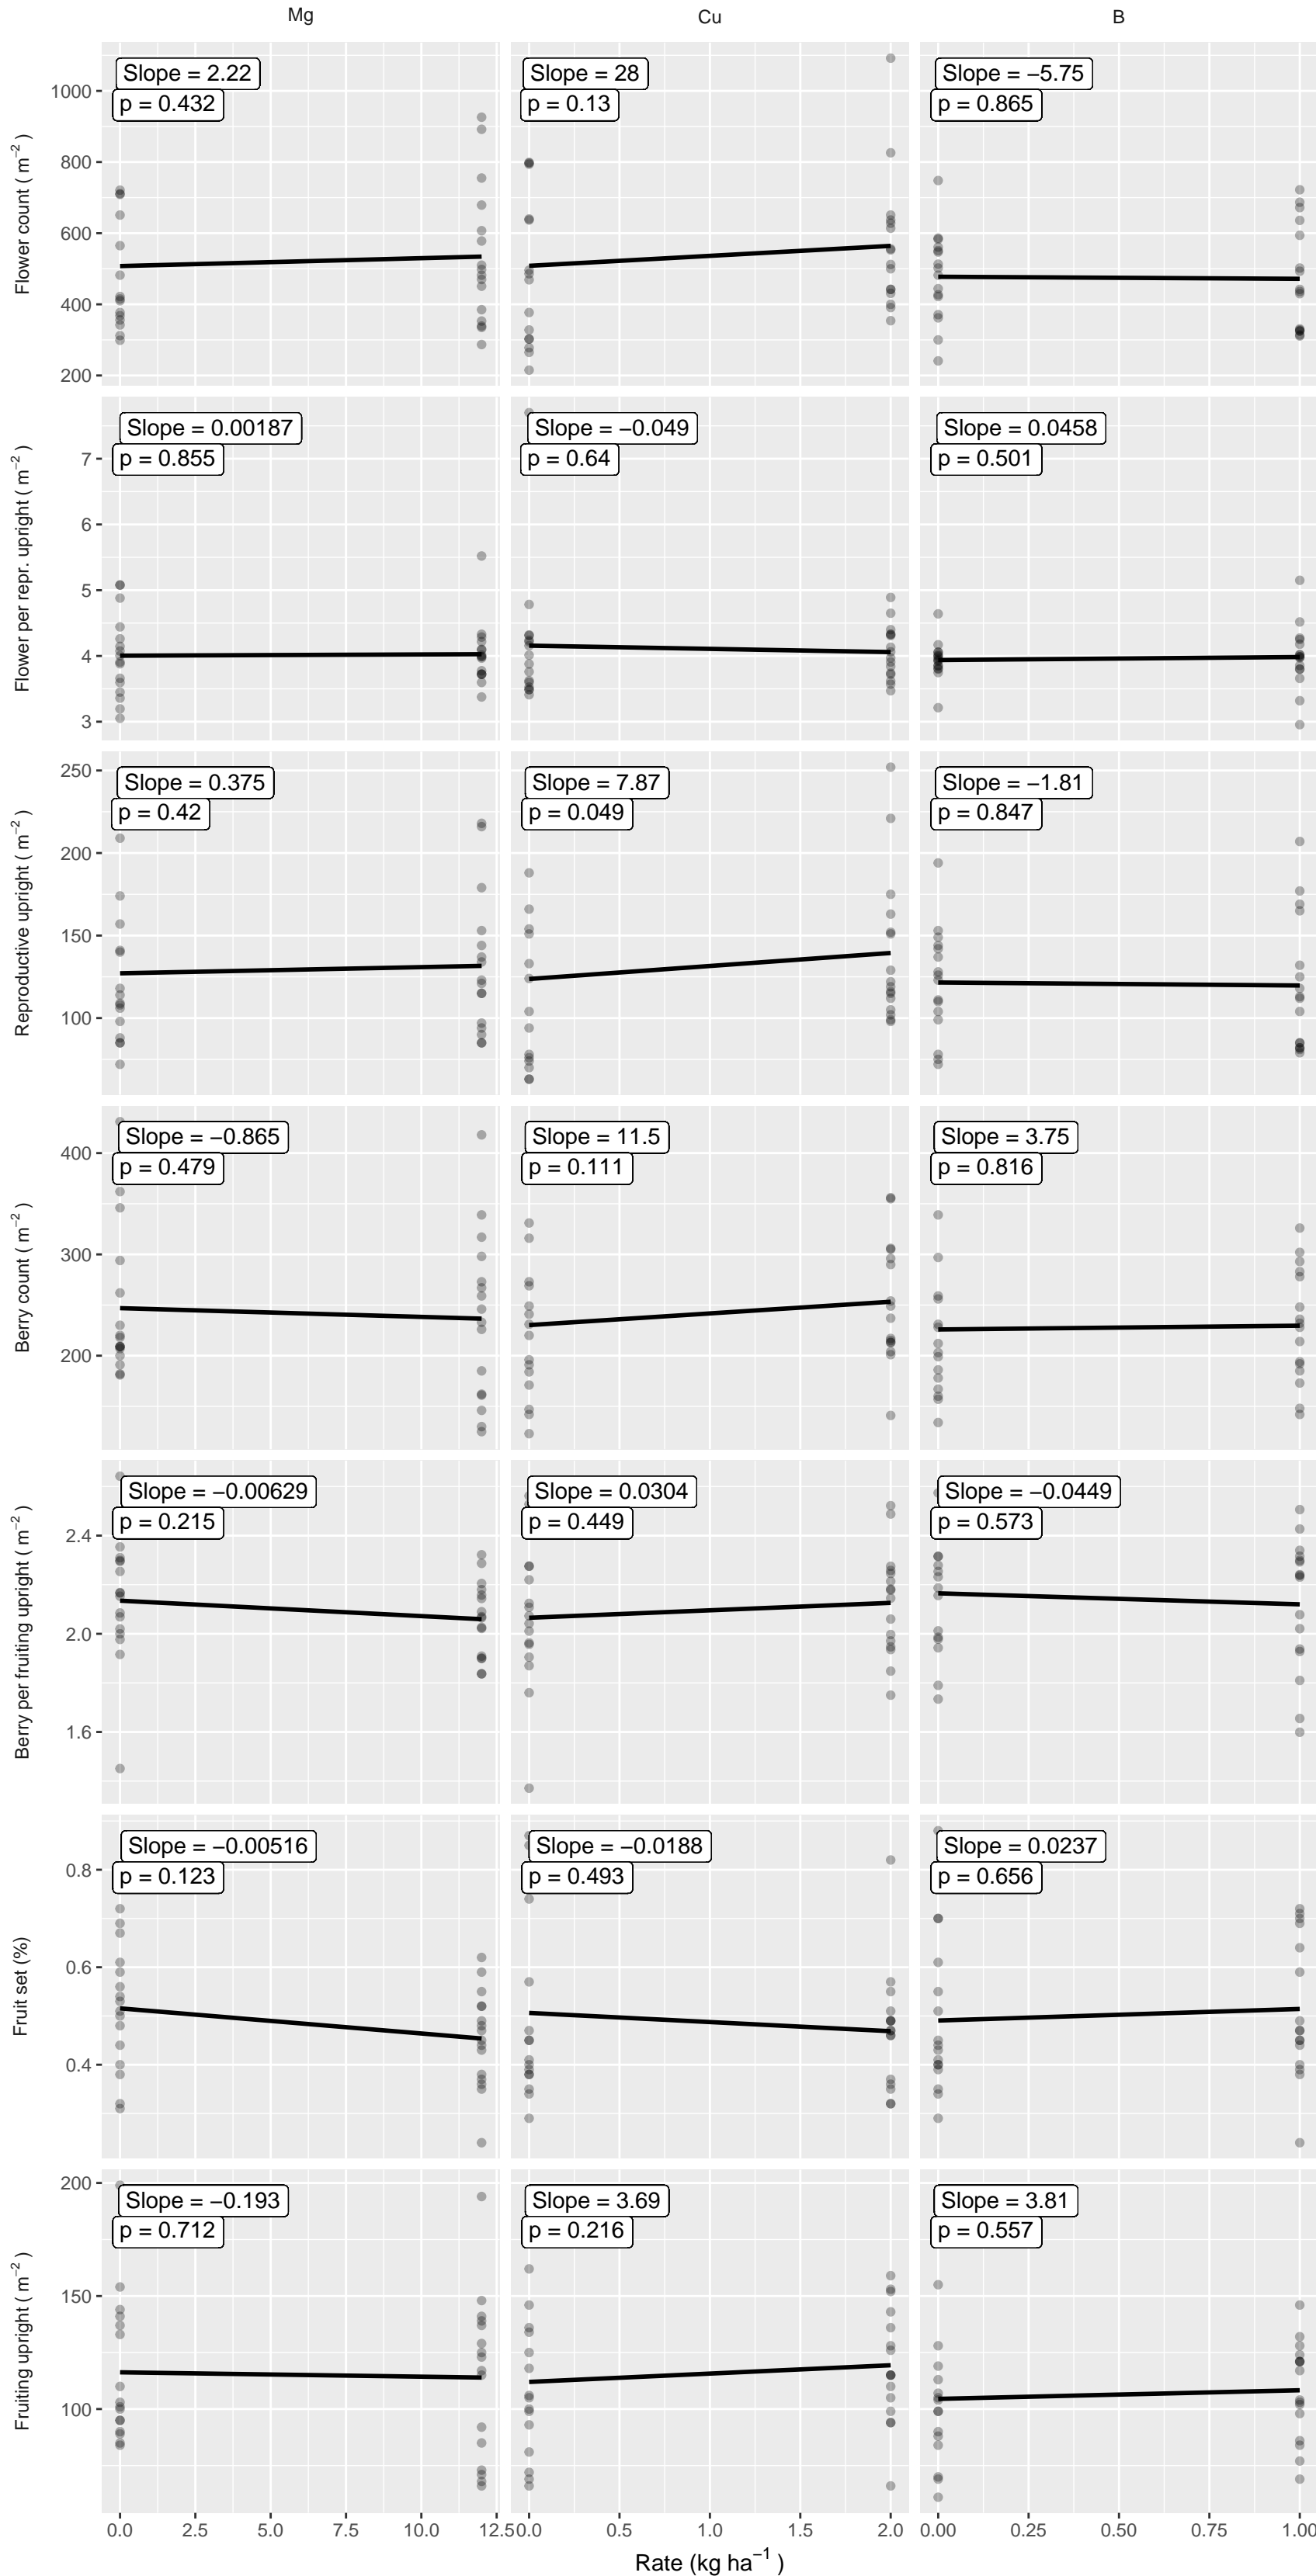 Mg Cu B
Flower count ( m⁻² )
1000
800
600
400
200
Slope = 2.22
p = 0.432
Slope = 28
p = 0.13
Slope = −5.75
p = 0.865
Flower per repr. upright ( m⁻² )
7
6
5
4
3
Slope = 0.00187
p = 0.855
Slope = −0.049
p = 0.64
Slope = 0.0458
p = 0.501
Reproductive upright ( m⁻² )
250
200
150
100
Slope = 0.375
p = 0.42
Slope = 7.87
p = 0.049
Slope = −1.81
p = 0.847
Berry count ( m⁻² )
400
300
200
Slope = −0.865
p = 0.479
Slope = 11.5
p = 0.111
Slope = 3.75
p = 0.816
Berry per fruiting upright ( m⁻² )
2.4
2.0
1.6
Slope = −0.00629
p = 0.215
Slope = 0.0304
p = 0.449
Slope = −0.0449
p = 0.573
Fruit set (%)
0.8
0.6
0.4
Slope = −0.00516
p = 0.123
Slope = −0.0188
p = 0.493
Slope = 0.0237
p = 0.656
Fruiting upright ( m⁻² )
200
150
100
Slope = −0.193
p = 0.712
Slope = 3.69
p = 0.216
Slope = 3.81
p = 0.557
0.0 2.5 5.0 7.5 10.0 12.5 0.0 0.5 1.0 1.5 2.0 0.00 0.25 0.50 0.75 1.00
Rate (kg ha⁻¹ )